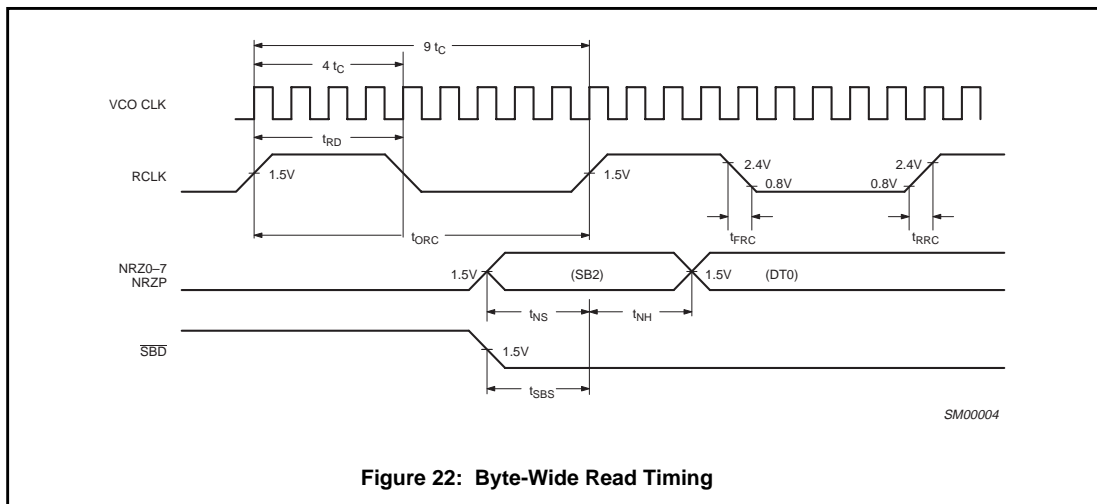 9 tC
4 tC
VCO CLK
tRD
RCLK
1.5V
1.5V
2.4V
0.8V
0.8V
2.4V
tORC
tFRC
tRRC
NRZ0–7
NRZP
1.5V
(SB2)
1.5V
(DT0)
tNS
tNH
SBD
1.5V
tSBS
SM00004
Figure 22: Byte-Wide Read Timing